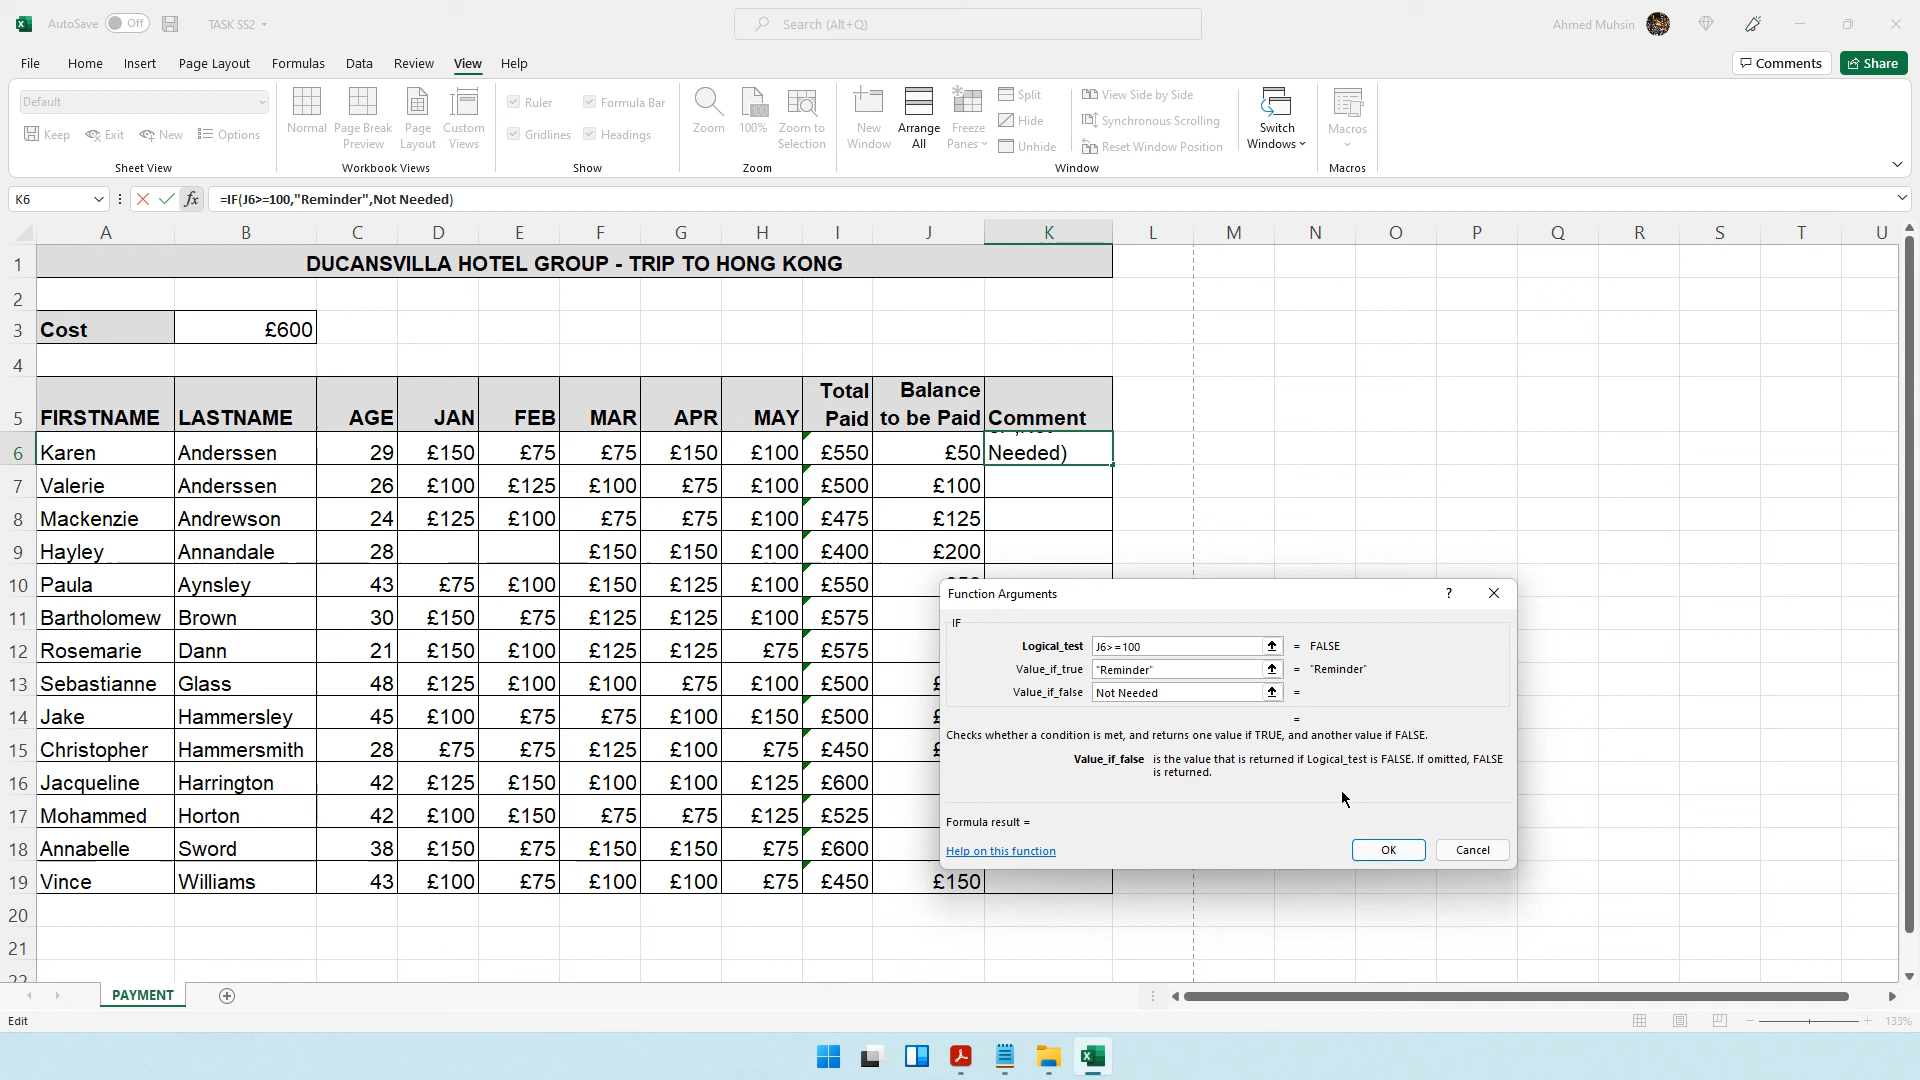 AutoSave Off TASK SS2 Search (Alt+Q) Ahmed Muhsin
File Home Insert Page Layout Formulas Data Review View Help Comments Share
Default
Keep Exit New Options
Sheet View
Normal Page Break Preview Page Layout Custom Views
Workbook Views
Ruler Formula Bar
Gridlines Headings
Show
Zoom 100% Zoom to Selection
Zoom
New Window Arrange All Freeze Panes
Split
Hide
Unhide
View Side by Side
Synchronous Scrolling
Reset Window Position
Switch Windows
Window
Macros
Macros
K6 fx =IF(J6>=100,"Reminder",Not Needed)
A B C D E F G H I J K L M N O P Q R S T U
1 DUCANSVILLA HOTEL GROUP - TRIP TO HONG KONG
2
3 Cost £600
4
5 FIRSTNAME LASTNAME AGE JAN FEB MAR APR MAY Total Paid Balance to be Paid Comment
6 Karen Anderssen 29 £150 £75 £75 £150 £100 £550 £50 Needed)
7 Valerie Anderssen 26 £100 £125 £100 £75 £100 £500 £100
8 Mackenzie Andrewson 24 £125 £100 £75 £75 £100 £475 £125
9 Hayley Annandale 28 £150 £150 £100 £400 £200
10 Paula Aynsley 43 £75 £100 £150 £125 £100 £550
11 Bartholomew Brown 30 £150 £75 £125 £125 £100 £575
12 Rosemarie Dann 21 £150 £100 £125 £125 £75 £575
13 Sebastianne Glass 48 £125 £100 £100 £75 £100 £500
14 Jake Hammersley 45 £100 £75 £75 £100 £150 £500
15 Christopher Hammersmith 28 £75 £75 £125 £100 £75 £450
16 Jacqueline Harrington 42 £125 £150 £100 £100 £125 £600
17 Mohammed Horton 42 £100 £150 £75 £75 £125 £525
18 Annabelle Sword 38 £150 £75 £150 £150 £75 £600
19 Vince Williams 43 £100 £75 £100 £100 £75 £450 £150
20
21
Function Arguments ?
IF
Logical_test J6>=100 = FALSE
Value_if_true "Reminder" = "Reminder"
Value_if_false Not Needed =
=
Checks whether a condition is met, and returns one value if TRUE, and another value if FALSE.
Value_if_false is the value that is returned if Logical_test is FALSE. If omitted, FALSE
is returned.
Formula result =
Help on this function OK Cancel
PAYMENT
Edit 133%